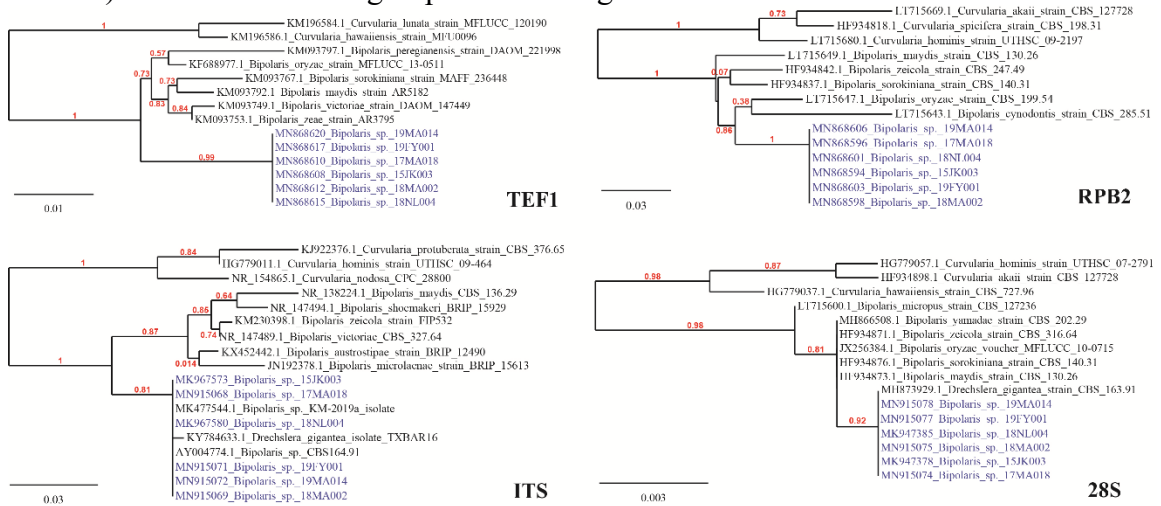 1
KM196584.1_Curvularia_lunata_strain_MFLUCC_120190
KM196586.1_Curvularia_hawaiiensis_strain_MFU0096
0.57
KM093797.1_Bipolaris_peregianensis_strain_DAOM_221998
KF688977.1_Bipolaris_oryzae_strain_MFLUCC_13-0511
0.73
0.73
KM093767.1_Bipolaris_sorokiniana_strain_MAFF_236448
KM093792.1_Bipolaris_maydis_strain_AR5182
0.83
0.84
KM093749.1_Bipolaris_victoriae_strain_DAOM_147449
KM093753.1_Bipolaris_zeae_strain_AR3795
1
0.99
MN868620_Bipolaris_sp._19MA014
MN868617_Bipolaris_sp._19FY001
MN868610_Bipolaris_sp._17MA018
MN868608_Bipolaris_sp._15JK003
MN868612_Bipolaris_sp._18MA002
MN868615_Bipolaris_sp._18NL004
0.01
TEF1
0.73
LT715669.1_Curvularia_akaii_strain_CBS_127728
HF934818.1_Curvularia_spicifera_strain_CBS_198.31
1
LT715680.1_Curvularia_hominis_strain_UTHSC_09-2197
LT715649.1_Bipolaris_maydis_strain_CBS_130.26
0.07
HF934842.1_Bipolaris_zeicola_strain_CBS_247.49
HF934837.1_Bipolaris_sorokiniana_strain_CBS_140.31
1
0.38
LT715647.1_Bipolaris_oryzae_strain_CBS_199.54
LT715643.1_Bipolaris_cynodontis_strain_CBS_285.51
0.86
1
MN868606_Bipolaris_sp._19MA014
MN868596_Bipolaris_sp._17MA018
MN868601_Bipolaris_sp._18NL004
MN868594_Bipolaris_sp._15JK003
MN868603_Bipolaris_sp._19FY001
MN868598_Bipolaris_sp._18MA002
0.03
RPB2
0.84
KJ922376.1_Curvularia_protuberata_strain_CBS_376.65
HG779011.1_Curvularia_hominis_strain_UTHSC_09-464
1
NR_154865.1_Curvularia_nodosa_CPC_28800
0.64
NR_138224.1_Bipolaris_maydis_CBS_136.29
NR_147494.1_Bipolaris_shoemakeri_BRIP_15929
0.86
KM230398.1_Bipolaris_zeicola_strain_FIP532
0.74
NR_147489.1_Bipolaris_victoriae_CBS_327.64
0.87
KX452442.1_Bipolaris_austrostipae_strain_BRIP_12490
0.014
JN192378.1_Bipolaris_microlaenae_strain_BRIP_15613
1
0.81
MK967573_Bipolaris_sp._15JK003
MN915068_Bipolaris_sp._17MA018
MK477544.1_Bipolaris_sp._KM-2019a_isolate
MK967580_Bipolaris_sp._18NL004
KY784633.1_Drechslera_gigantea_isolate_TXBAR16
AY004774.1_Bipolaris_sp._CBS164.91
MN915071_Bipolaris_sp._19FY001
MN915072_Bipolaris_sp._19MA014
MN915069_Bipolaris_sp._18MA002
0.03
ITS
0.87
HG779057.1_Curvularia_hominis_strain_UTHSC_07-2791
HF934898.1_Curvularia_akaii_strain_CBS_127728
0.98
HG779037.1_Curvularia_hawaiiensis_CBS_727.96
LT715600.1_Bipolaris_micropus_strain_CBS_127236
0.98
MH866508.1_Bipolaris_yamadae_strain_CBS_202.29
HF934871.1_Bipolaris_zeicola_strain_CBS_316.64
0.81
JX256384.1_Bipolaris_oryzae_voucher_MFLUCC_10-0715
HF934876.1_Bipolaris_sorokiniana_strain_CBS_140.31
HF934873.1_Bipolaris_maydis_strain_CBS_130.26
MH873929.1_Drechslera_gigantea_strain_CBS_163.91
0.92
MN915078_Bipolaris_sp._19MA014
MN915077_Bipolaris_sp._19FY001
MK947385_Bipolaris_sp._18NL004
MN915075_Bipolaris_sp._18MA002
MK947378_Bipolaris_sp._15JK003
MN915074_Bipolaris_sp._17MA018
0.003
28S